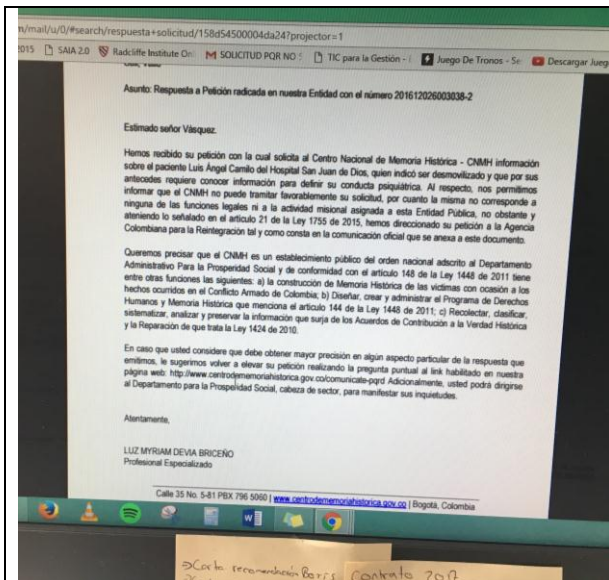 m/mail/u/0/#search/respuesta+solicitud/158d54500004da24?projector=1
2015 SAIA 2.0 Radcliffe Institute On SOLICITUD PQR NO TIC para la Gestión - Juego De Tronos - Se Descargar Jueg
Asunto: Respuesta a Petición radicada en nuestra Entidad con el número 201612026003038-2
Estimado señor Vásquez.
Hemos recibido su petición con la cual solicita al Centro Nacional de Memoria Histórica - CNMH información
sobre el paciente Luis Ángel Camilo del Hospital San Juan de Dios, quien indicó ser desmovilizado y que por sus
antecedes requiere conocer información para definir su conducta psiquiátrica. Al respecto, nos permitimos
informar que el CNMH no puede tramitar favorablemente su solicitud, por cuanto la misma no corresponde a
ninguna de las funciones legales ni a la actividad misional asignada a esta Entidad Pública, no obstante y
ateniendo lo señalado en el artículo 21 de la Ley 1755 de 2015, hemos direccionado su petición a la Agencia
Colombiana para la Reintegración tal y como consta en la comunicación oficial que se anexa a este documento.
Queremos precisar que el CNMH es un establecimiento público del orden nacional adscrito al Departamento
Administrativo Para la Prosperidad Social y de conformidad con el artículo 148 de la Ley 1448 de 2011 tiene
entre otras funciones las siguientes: a) la construcción de Memoria Histórica de las víctimas con ocasión a los
hechos ocurridos en el Conflicto Armado de Colombia; b) Diseñar, crear y administrar el Programa de Derechos
Humanos y Memoria Histórica que menciona el artículo 144 de la Ley 1448 de 2011; c) Recolectar, clasificar,
sistematizar, analizar y preservar la información que surja de los Acuerdos de Contribución a la Verdad Histórica
y la Reparación de que trata la Ley 1424 de 2010.
En caso que usted considere que debe obtener mayor precisión en algún aspecto particular de la respuesta que
emitimos, le sugerimos volver a elevar su petición realizando la pregunta puntual al link habilitado en nuestra
página web: http://www.centrodememoriahistorica.gov.co/comunicate-pqrd Adicionalmente, usted podrá dirigirse
al Departamento para la Prosperidad Social, cabeza de sector, para manifestar sus inquietudes.
Atentamente,
LUZ MYRIAM DEVIA BRICEÑO
Profesional Especializado
Calle 35 No. 5-81 PBX 796 5060 | www.centrodememoriahistorica.gov.co | Bogotá, Colombia
Carta recomendación Boris Contrato 2017